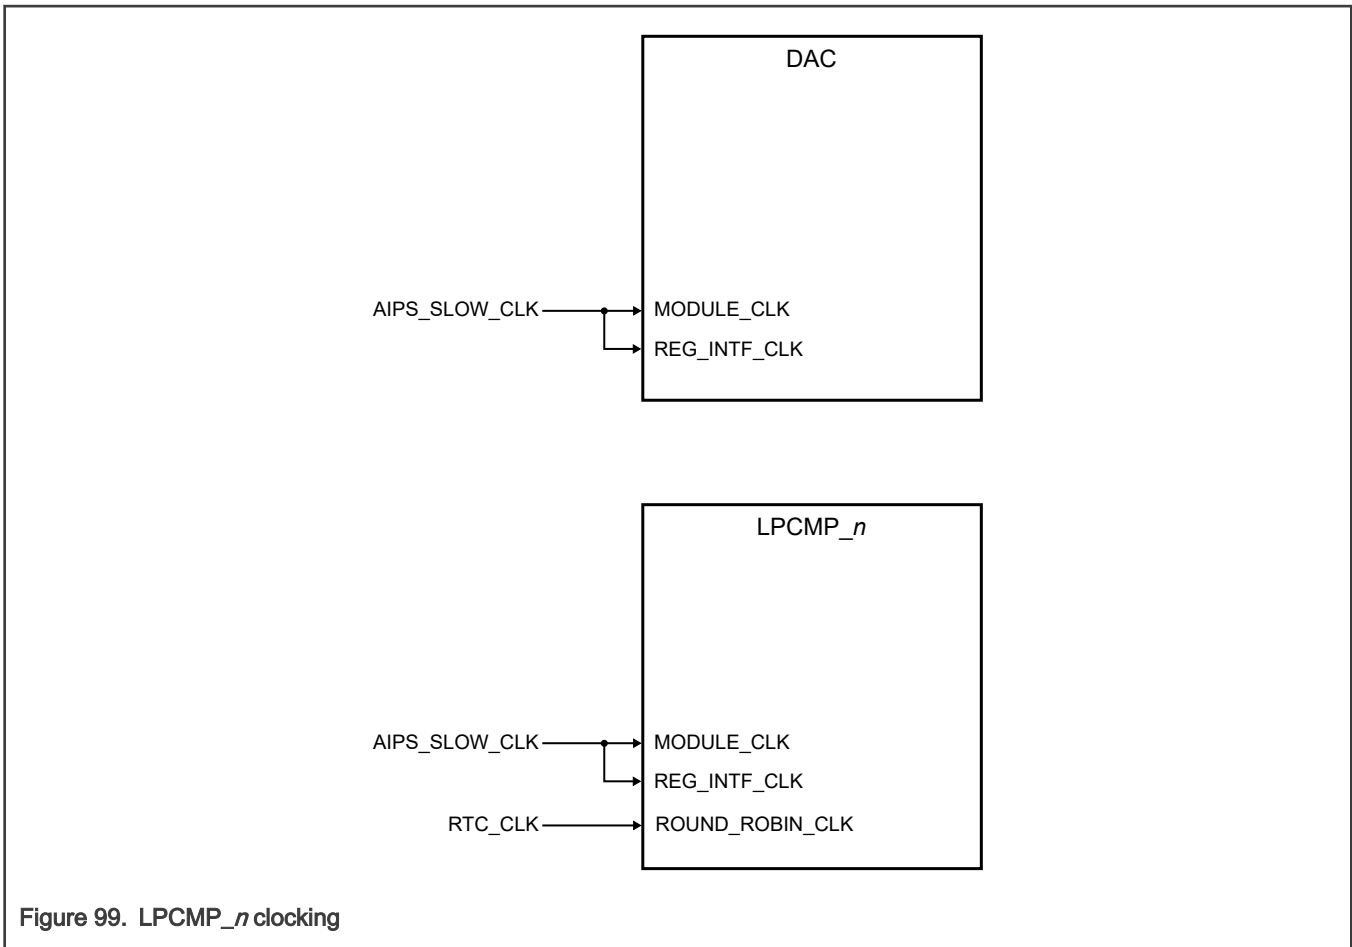 DAC
AIPS_SLOW_CLK
MODULE_CLK
REG_INTF_CLK
LPCMP_n
AIPS_SLOW_CLK
MODULE_CLK
REG_INTF_CLK
RTC_CLK
ROUND_ROBIN_CLK
Figure 99. LPCMP_n clocking